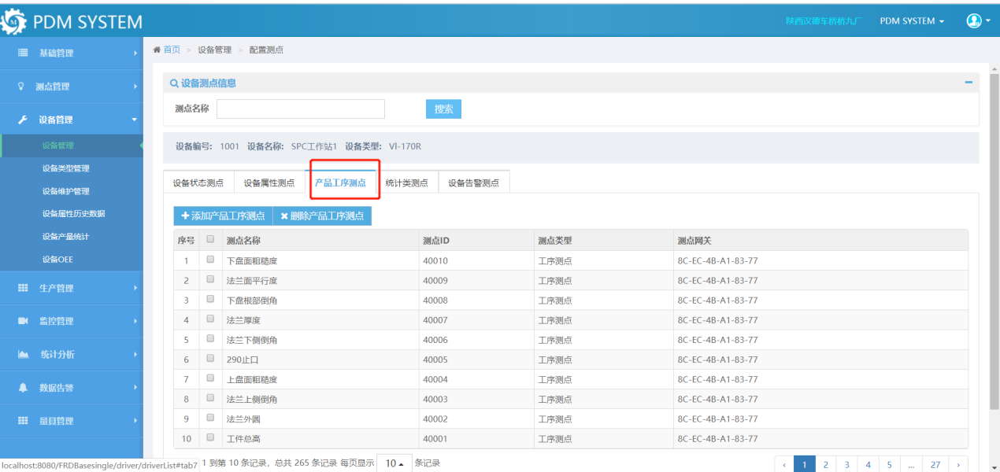 PDM SYSTEM
陕西汉德车桥桥九厂 PDM SYSTEM
基础管理
测点管理
设备管理
设备管理
设备类型管理
设备维护管理
设备属性历史数据
设备产量统计
设备OEE
生产管理
监控管理
统计分析
数据告警
量具管理
首页 > 设备管理 > 配置测点
设备测点信息
测点名称 搜索
设备编号: 1001 设备名称: SPC工作站1 设备类型: VI-170R
设备状态测点 设备属性测点 产品工序测点 统计类测点 设备告警测点
添加产品工序测点 删除产品工序测点
序号 测点名称 测点ID 测点类型 测点网关
1 下盘面粗糙度 40010 工序测点 8C-EC-4B-A1-83-77
2 法兰面平行度 40009 工序测点 8C-EC-4B-A1-83-77
3 下盘根部倒角 40008 工序测点 8C-EC-4B-A1-83-77
4 法兰厚度 40007 工序测点 8C-EC-4B-A1-83-77
5 法兰下侧倒角 40006 工序测点 8C-EC-4B-A1-83-77
6 290止口 40005 工序测点 8C-EC-4B-A1-83-77
7 上盘面粗糙度 40004 工序测点 8C-EC-4B-A1-83-77
8 法兰上侧倒角 40003 工序测点 8C-EC-4B-A1-83-77
9 法兰外圆 40002 工序测点 8C-EC-4B-A1-83-77
10 工件总高 40001 工序测点 8C-EC-4B-A1-83-77
1 到第 10 条记录，总共 265 条记录 每页显示 10 条记录
‹ 1 2 3 4 5 ... 27 ›
localhost:8080/FRDBasesingle/driver/driverList#tab7